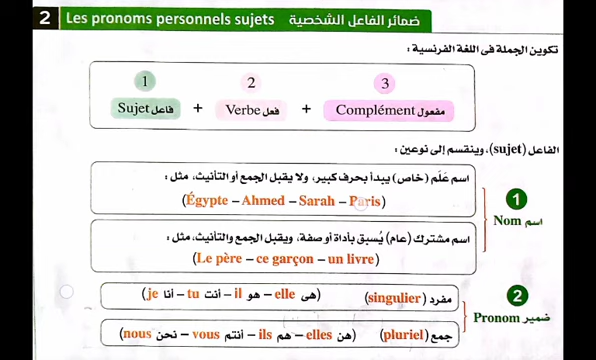 2 Les pronoms personnels sujets ضمائر الفاعل الشخصية
تكوين الجملة فى اللغة الفرنسية :
1 2 3
Sujet فاعل + Verbe فعل + Complément مفعول
الفاعل (sujet)، وينقسم إلى نوعين :
1
Nom اسم
اسم عَلَم (خاص) يبدأ بحرف كبير، ولا يقبل الجمع أو التأنيث، مثل :
(Égypte – Ahmed – Sarah – Paris)
اسم مشترك (عام) يُسبق بأداة أو صفة، ويقبل الجمع والتأنيث، مثل :
(Le père – ce garçon – un livre)
2
Pronom ضمير
مفرد (singulier) (هى elle – هو il – أنت tu – أنا je)
جمع (pluriel) (هن elles – هم ils – أنتم vous – نحن nous)